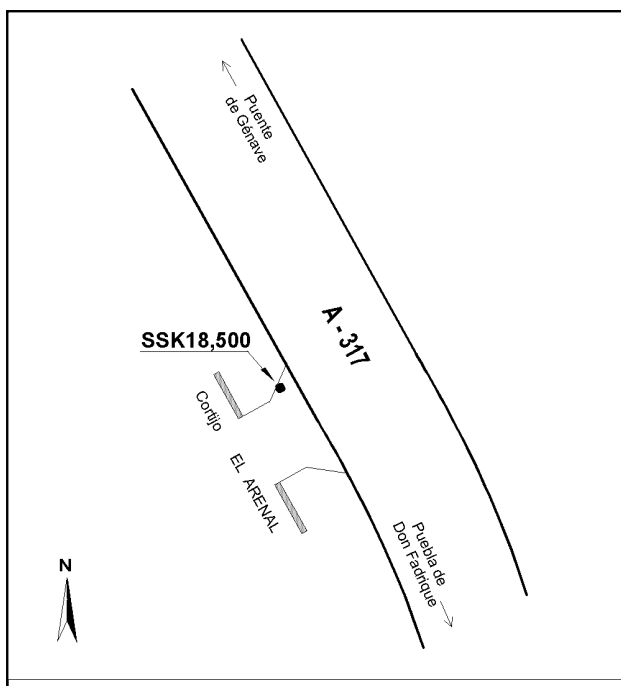 Puente
de Génave
A - 317
SSK18,500
Cortijo
EL ARENAL
Puebla de
Don Fadrique
N